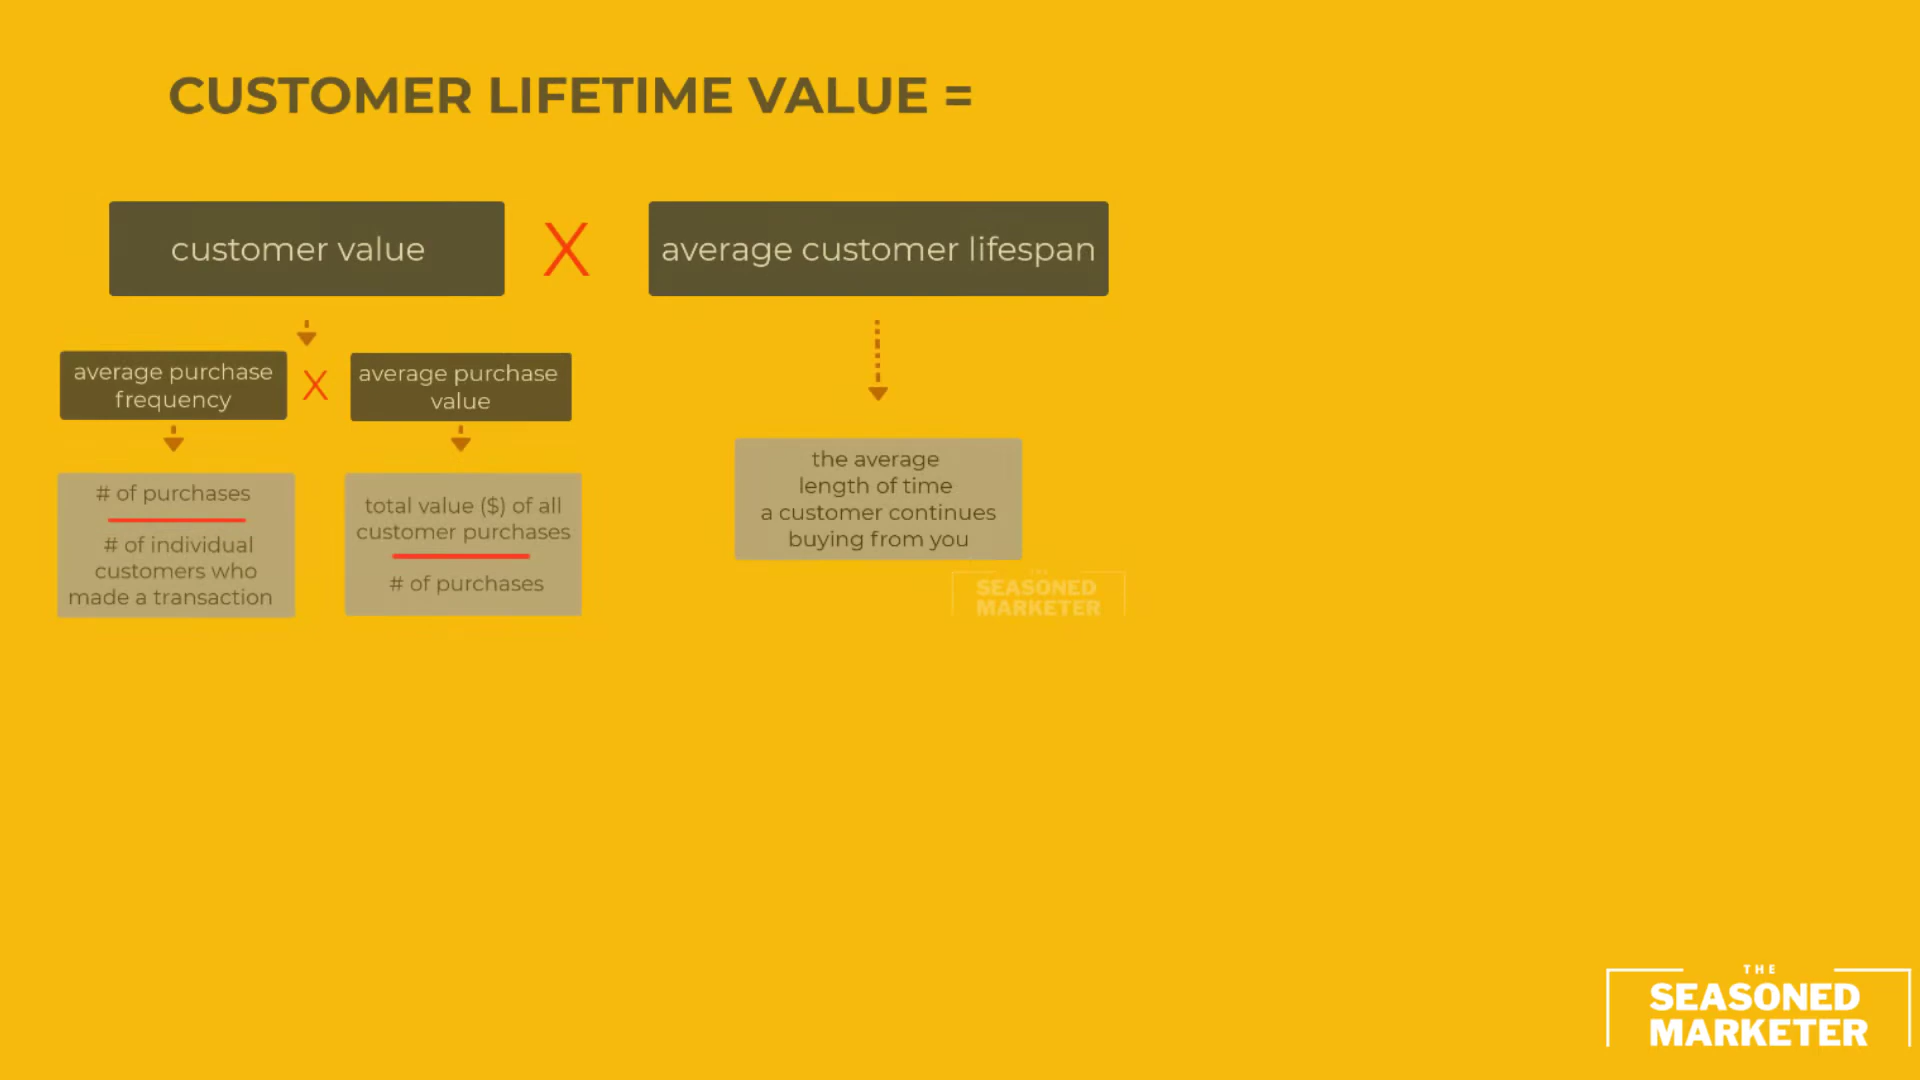 CUSTOMER LIFETIME VALUE =
customer value
X
average customer lifespan
average purchase
frequency
X
average purchase
value
# of purchases
# of individual
customers who
made a transaction
total value ($) of all
customer purchases
# of purchases
the average
length of time
a customer continues
buying from you
THE
SEASONED
MARKETER
THE
SEASONED
MARKETER